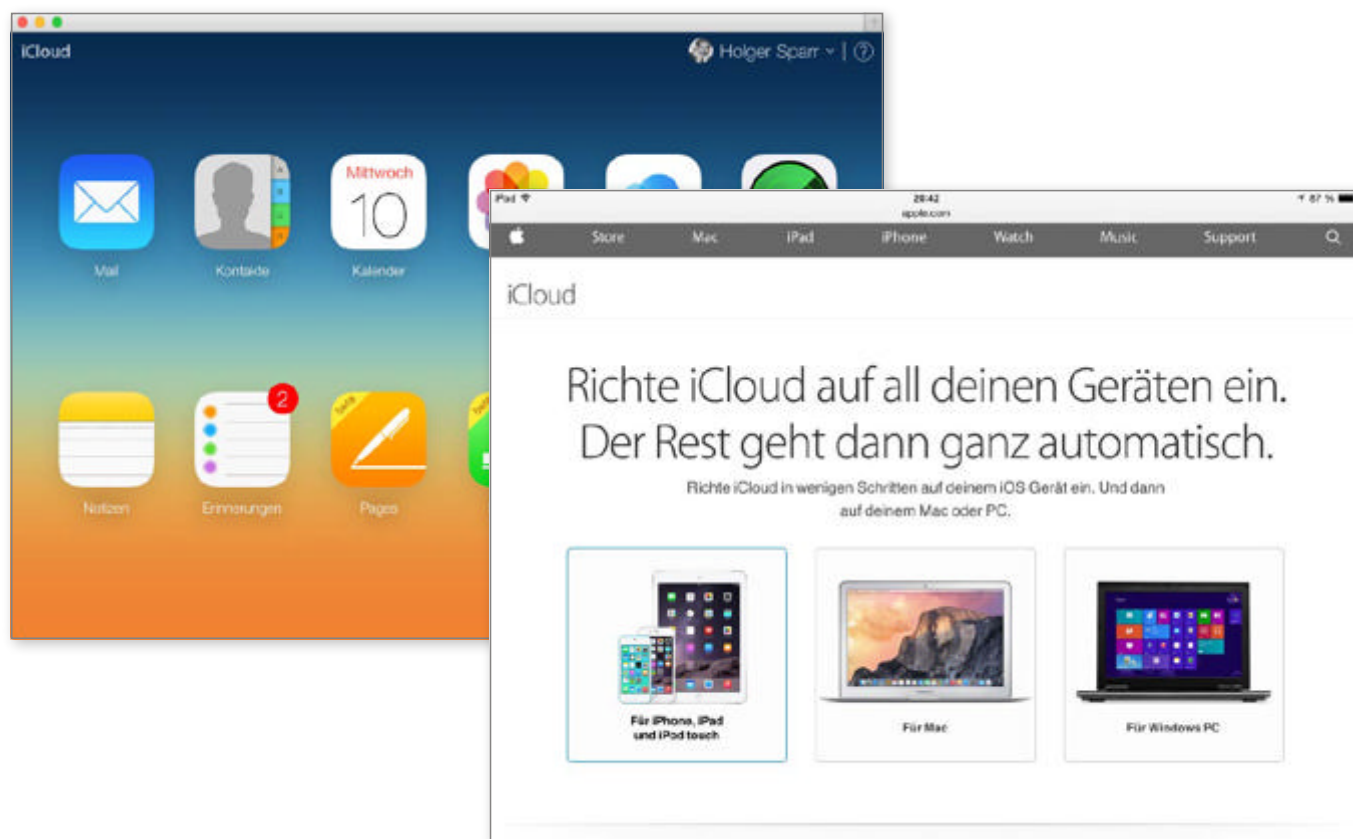 iCloud
Holger Sparr
Mittwoch
10
Mail
Kontakte
Kalender
2
Notizen
Erinnerungen
Pages
iPad
20:42
87 %
apple.com
Store Mac iPad iPhone Watch Music Support
iCloud
Richte iCloud auf all deinen Geräten ein.
Der Rest geht dann ganz automatisch.
Richte iCloud in wenigen Schritten auf deinem iOS Gerät ein. Und dann
auf deinem Mac oder PC.
Für iPhone, iPad
und iPod touch
Für Mac
Für Windows PC